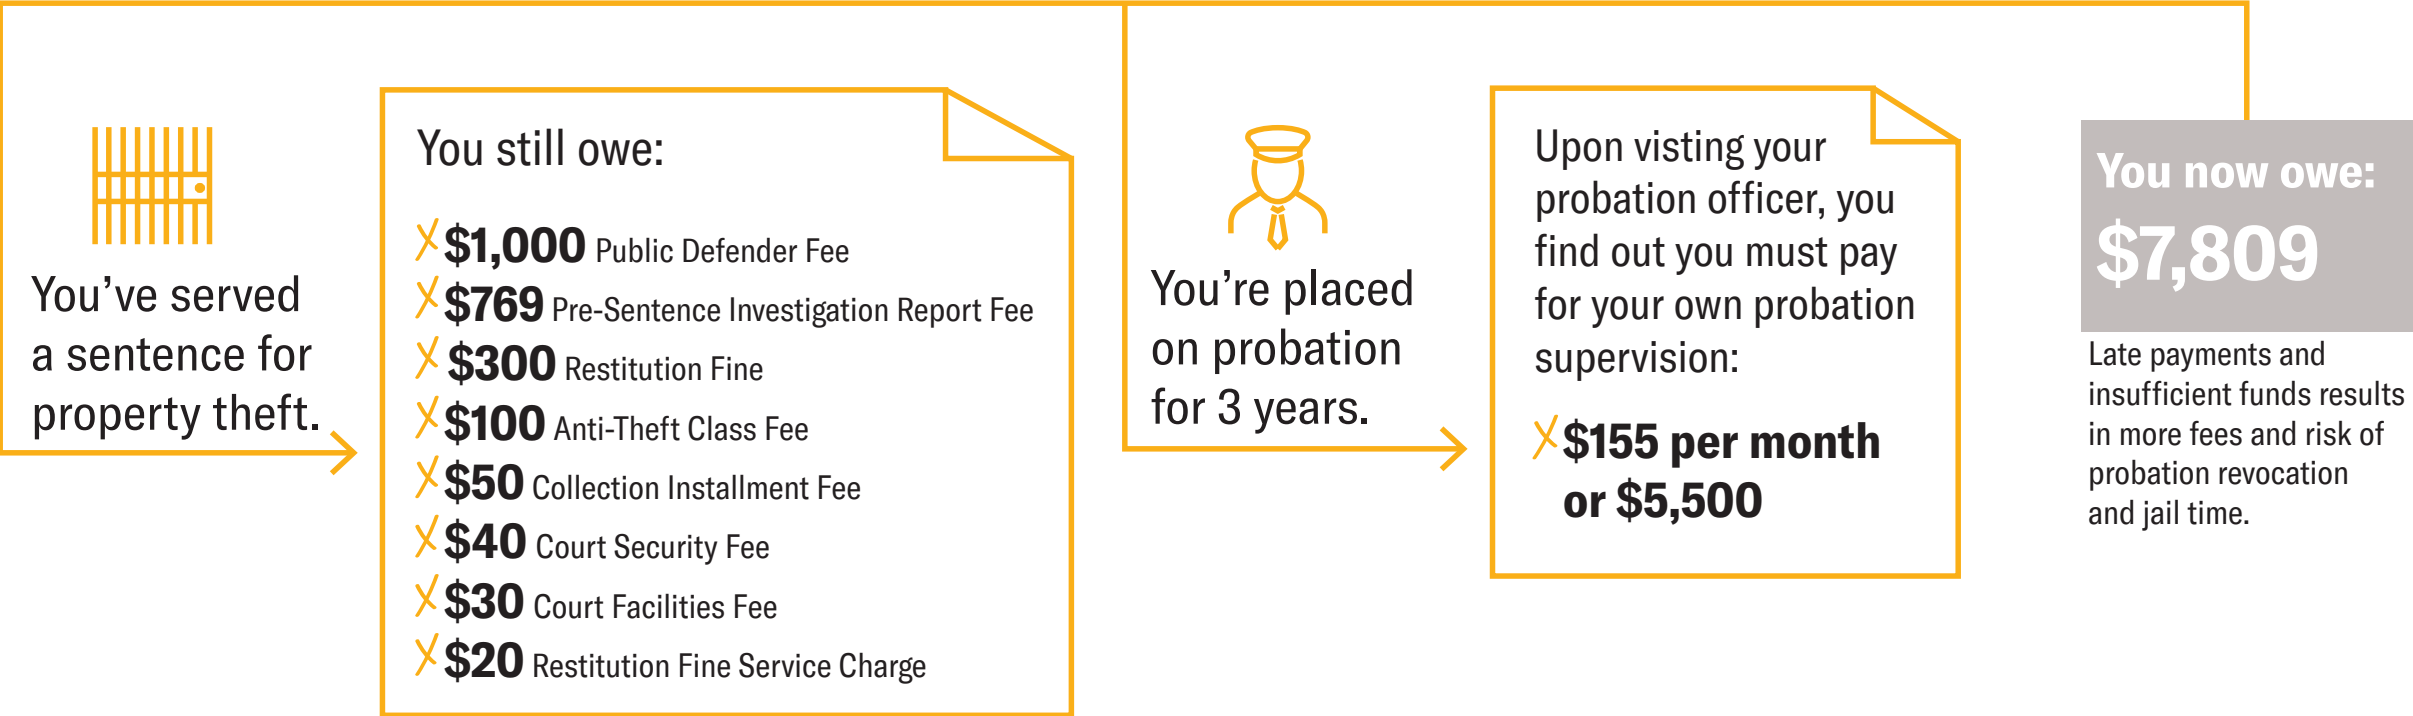 You've served
a sentence for
property theft.
You still owe:
$1,000 Public Defender Fee
$769 Pre-Sentence Investigation Report Fee
$300 Restitution Fine
$100 Anti-Theft Class Fee
$50 Collection Installment Fee
$40 Court Security Fee
$30 Court Facilities Fee
$20 Restitution Fine Service Charge
You're placed
on probation
for 3 years.
Upon visting your
probation officer, you
find out you must pay
for your own probation
supervision:
$155 per month
or $5,500
You now owe:
$7,809
Late payments and
insufficient funds results
in more fees and risk of
probation revocation
and jail time.